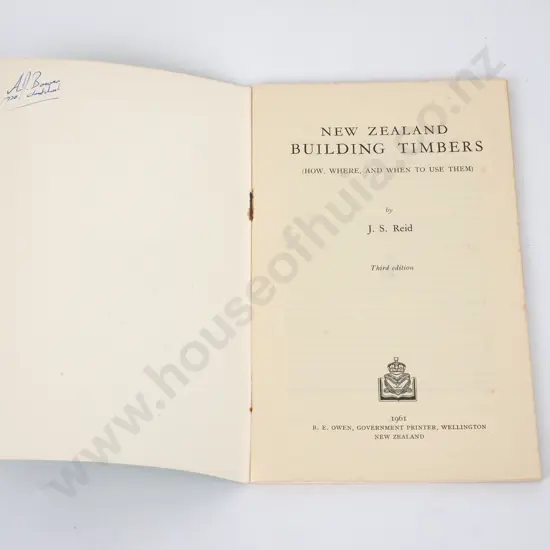 NEW ZEALAND
BUILDING TIMBERS
(HOW, WHERE, AND WHEN TO USE THEM)
by
J. S. Reid
Third edition
1961
R. E. OWEN, GOVERNMENT PRINTER, WELLINGTON
NEW ZEALAND
www.houseofhuia.co.nz